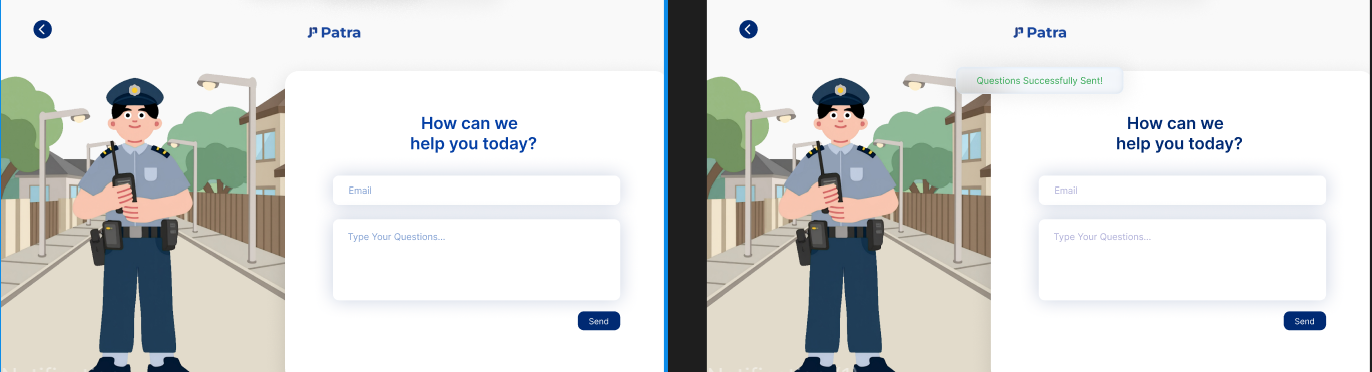 Patra
How can we
help you today?
Email
Type Your Questions...
Send
Patra
Questions Successfully Sent!
How can we
help you today?
Email
Type Your Questions...
Send